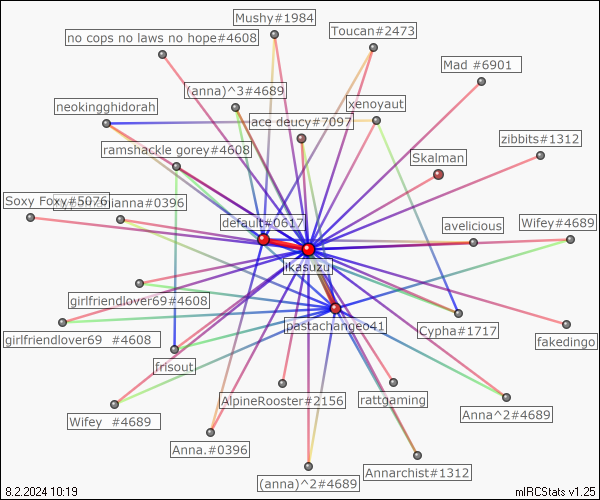 Mushy#1984
Toucan#2473
no cops no laws no hope#4608
Mad #6901
(anna)^3#4689
neokingghidorah
xenoyaut
ace deucy#7097
zibbits#1312
ramshackle gorey#4608
Skalman
Soxy Foxy#5076
ianna#0396
default#0617
avelicious
Wifey#4689
ikasuzu
girlfriendlover69#4608
pastachangeo41
Cypha#1717
girlfriendlover69 #4608
fakedingo
frisout
AlpineRooster#2156
rattgaming
Anna^2#4689
Wifey #4689
Anna.#0396
Annarchist#1312
(anna)^2#4689
8.2.2024 10:19
mIRCStats v1.25